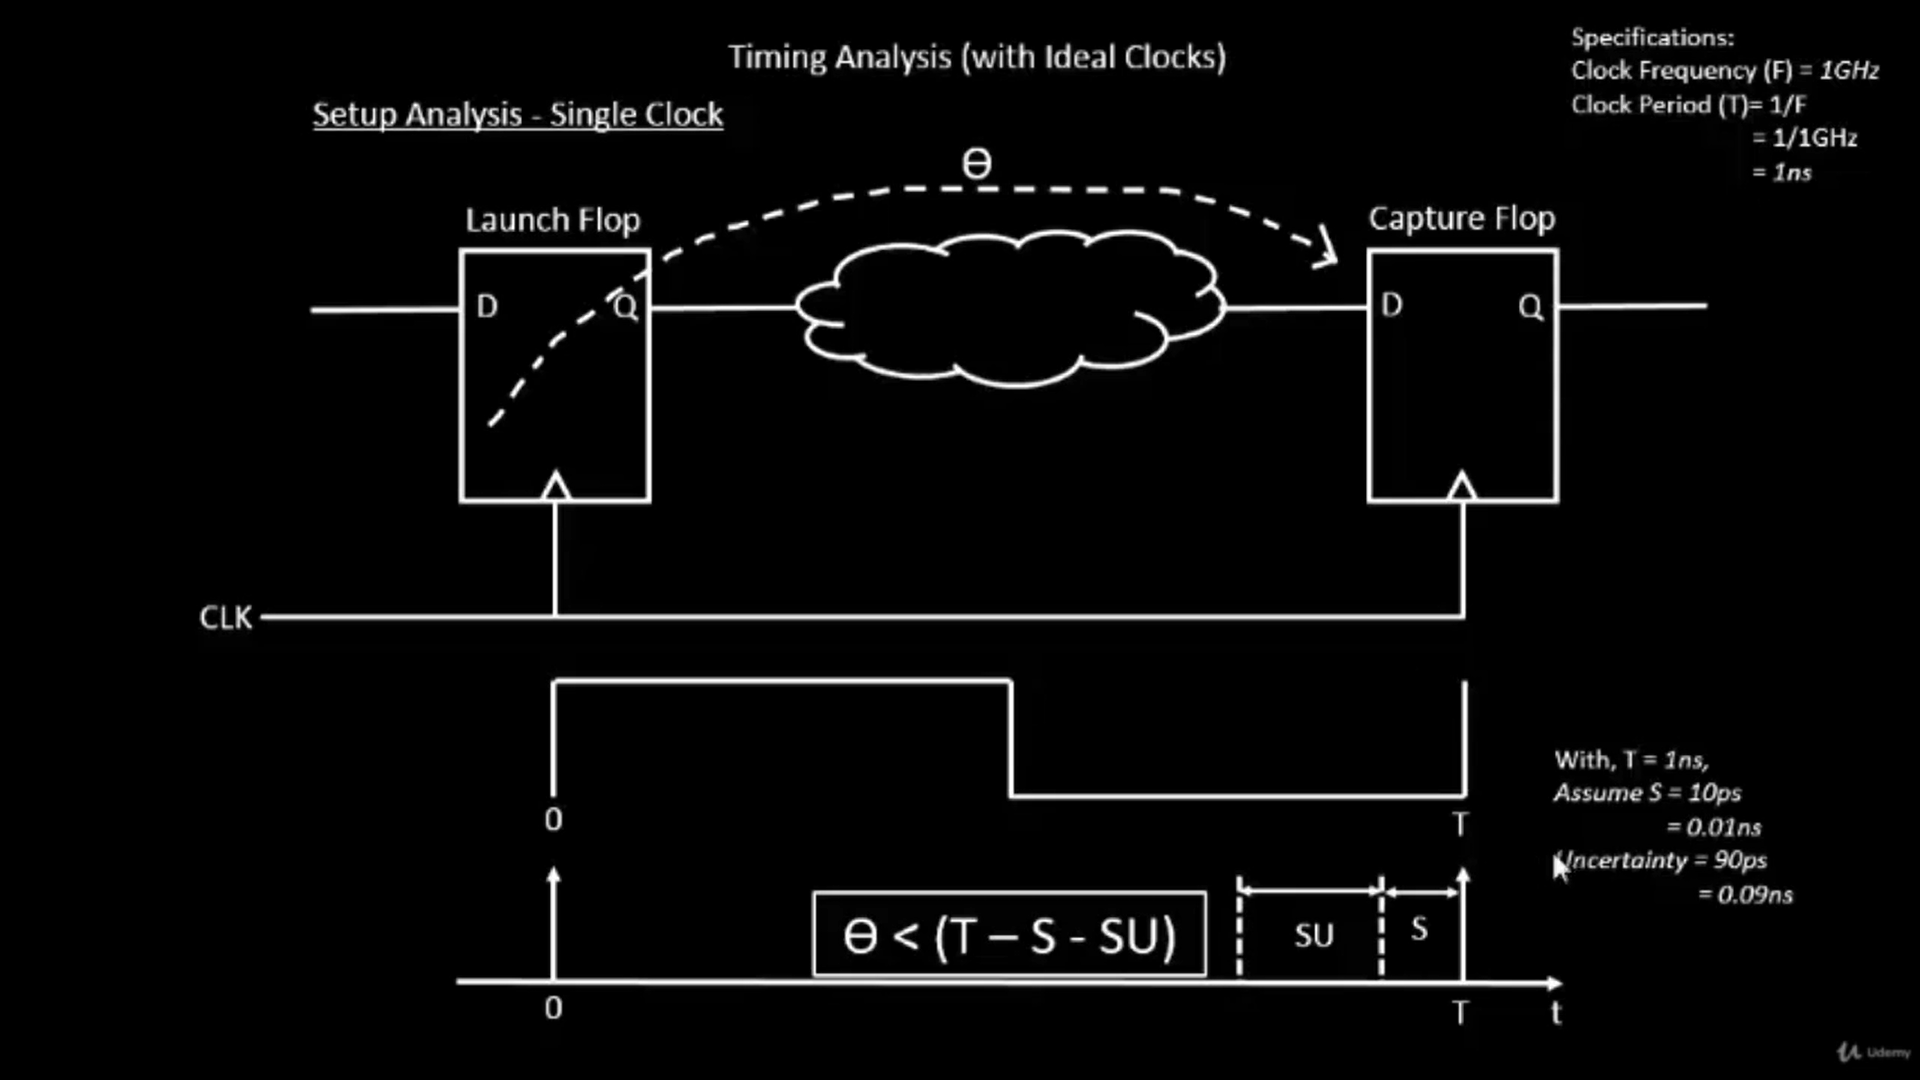 Timing Analysis (with Ideal Clocks)
Specifications:
Clock Frequency (F) = 1GHz
Clock Period (T)= 1/F
= 1/1GHz
= 1ns
Setup Analysis - Single Clock
Θ
Launch Flop
Capture Flop
D
Q
D
Q
CLK
0
T
With, T = 1ns,
Assume S = 10ps
= 0.01ns
Uncertainty = 90ps
= 0.09ns
Θ < (T – S - SU)
SU
S
0
T
t
Udemy